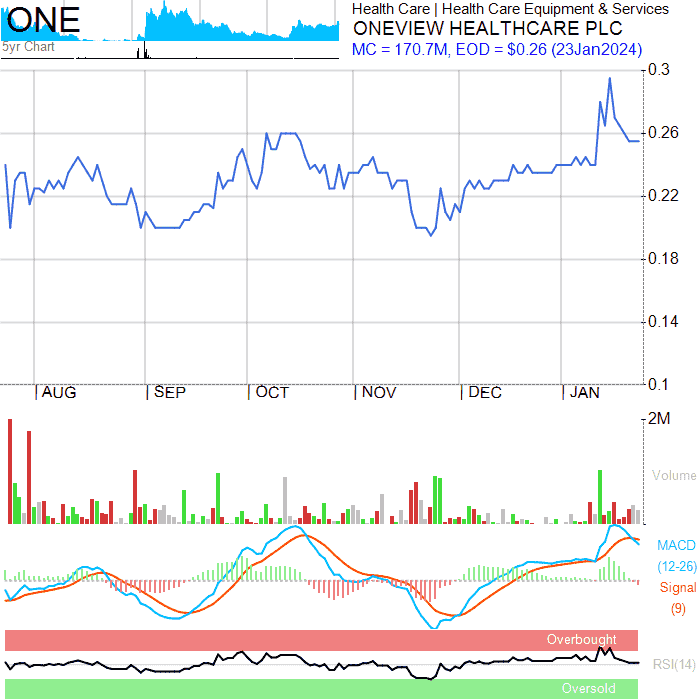 ONE
5yr Chart
Health Care | Health Care Equipment & Services
ONEVIEW HEALTHCARE PLC
MC = 170.7M, EOD = $0.26 (23Jan2024)
0.3
0.26
0.22
0.18
0.14
0.1
AUG SEP OCT NOV DEC JAN
2M
Volume
MACD
(12-26)
Signal
(9)
Overbought
RSI(14)
Oversold